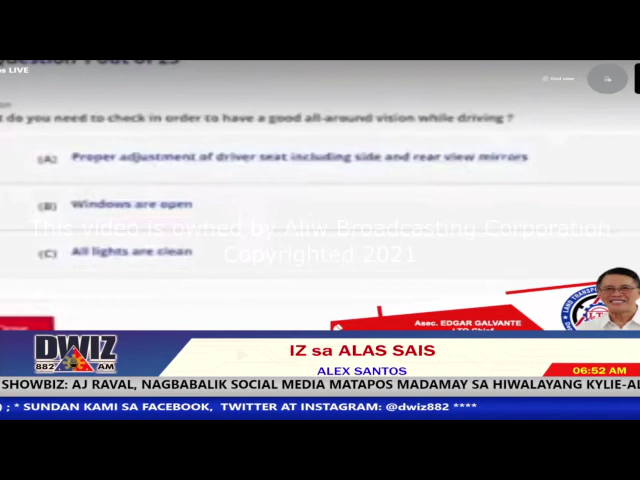 os LIVE
do you need to check in order to have a good all-around vision while driving ?
(A) Proper adjustment of driver seat including side and rear view mirrors
(B) Windows are open
(C) All lights are clean
This video is owned by Aliw Broadcasting Corporation
Copyrighted 2021
Asec. EDGAR GALVANTE
LTO Chief
DWIZ
882 AM
IZ sa ALAS SAIS
ALEX SANTOS
06:52 AM
SHOWBIZ: AJ RAVAL, NAGBABALIK SOCIAL MEDIA MATAPOS MADAMAY SA HIWALAYANG KYLIE-AL
) ; * SUNDAN KAMI SA FACEBOOK, TWITTER AT INSTAGRAM: @dwiz882 ****